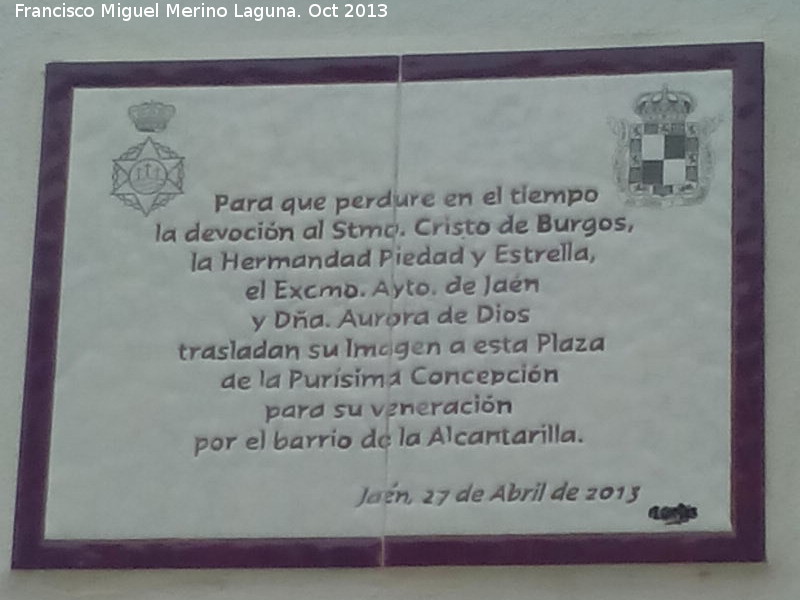 Francisco Miguel Merino Laguna. Oct 2013
Para que perdure en el tiempo
la devoción al Stmo. Cristo de Burgos,
la Hermandad Piedad y Estrella,
el Excmo. Ayto. de Jaén
y Dña. Aurora de Dios
trasladan su Imagen a esta Plaza
de la Purísima Concepción
para su veneración
por el barrio de la Alcantarilla.
Jaén, 27 de Abril de 2013